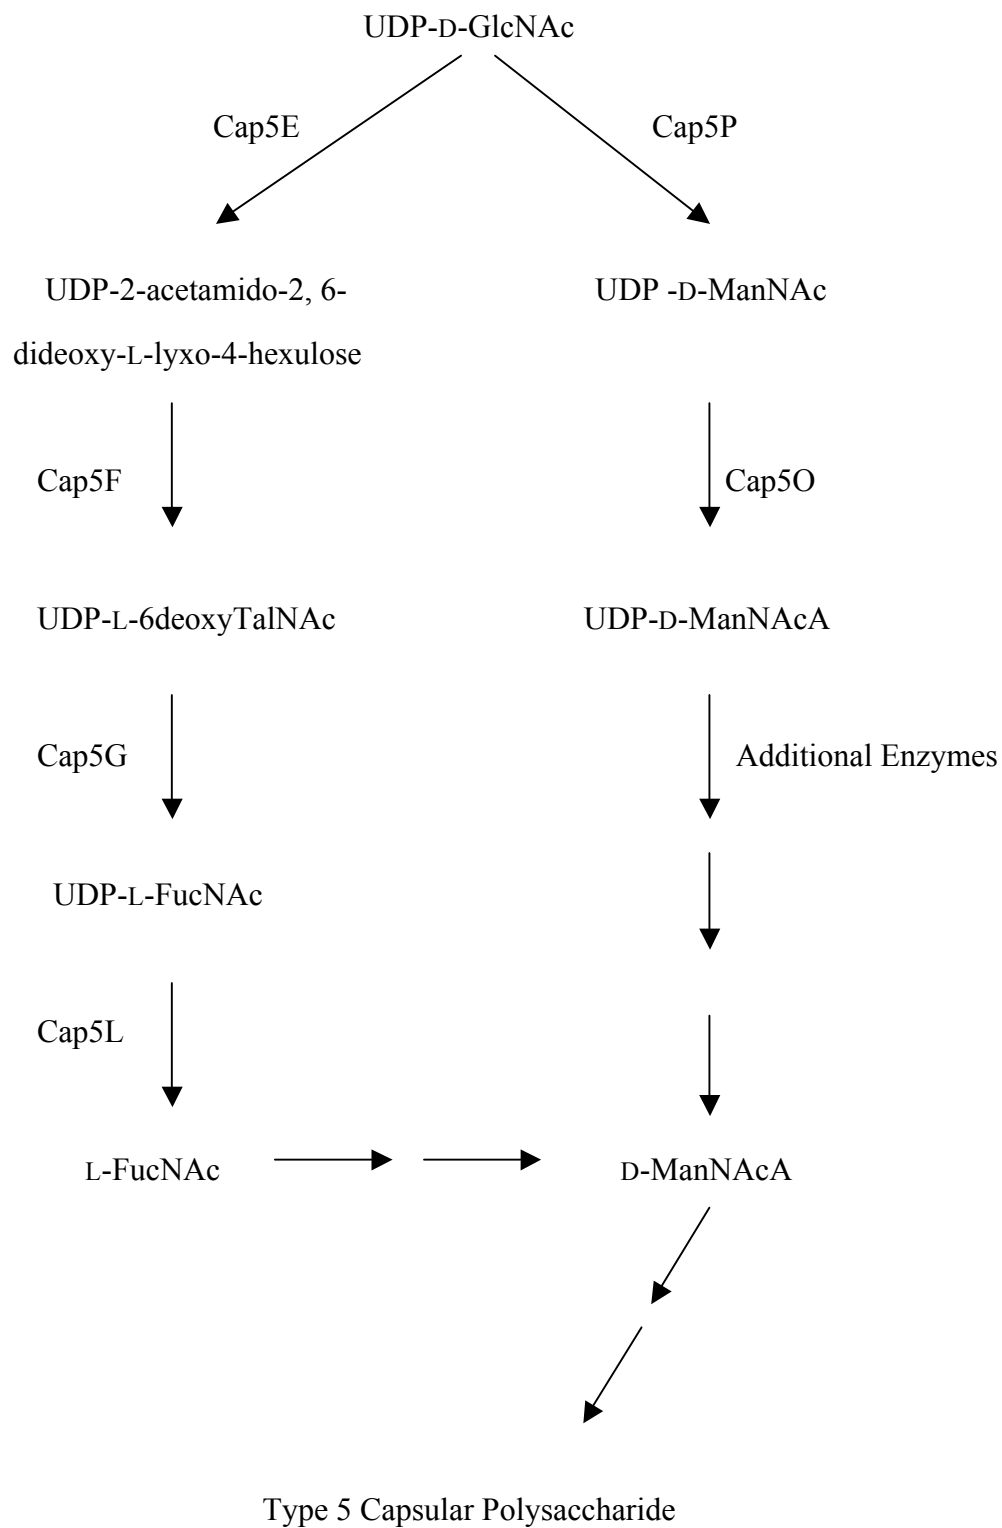 UDP-D-GlcNAc
Cap5E
Cap5P
UDP-2-acetamido-2, 6-
dideoxy-L-lyxo-4-hexulose
UDP -D-ManNAc
Cap5F
Cap5O
UDP-L-6deoxyTalNAc
UDP-D-ManNAcA
Cap5G
Additional Enzymes
UDP-L-FucNAc
Cap5L
L-FucNAc
D-ManNAcA
Type 5 Capsular Polysaccharide